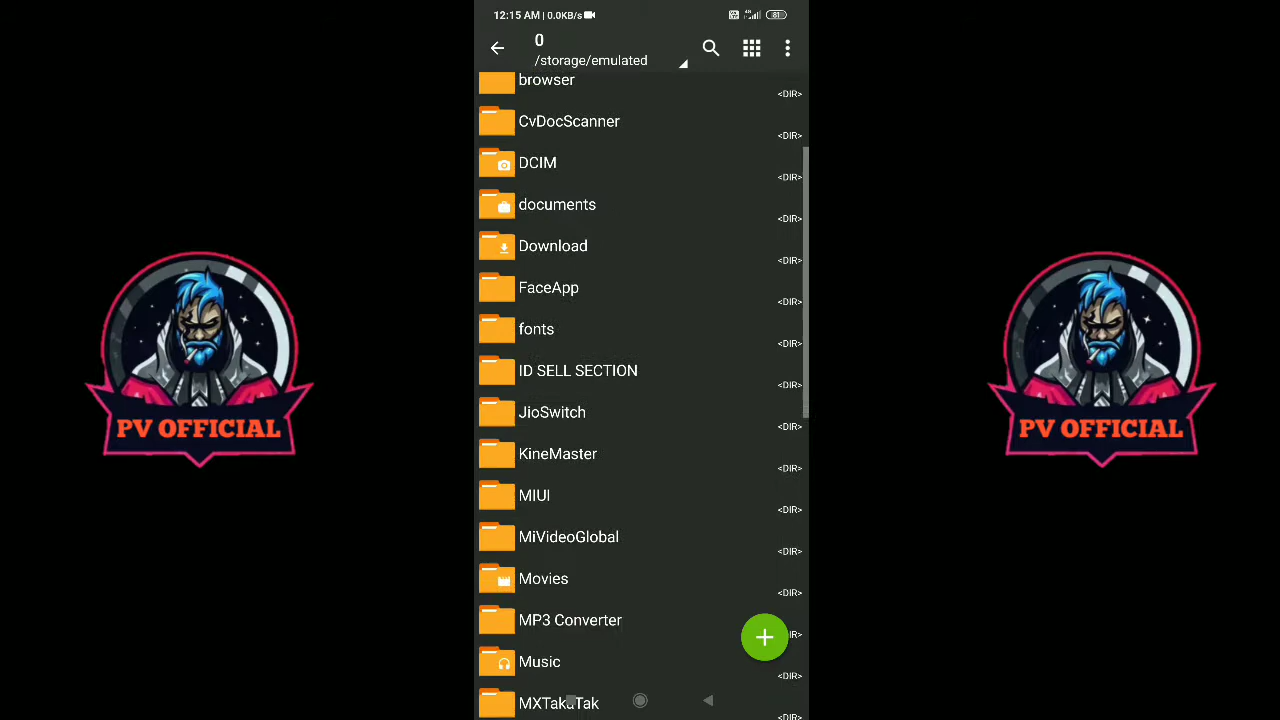 12:15 AM | 0.0KB/s
4G
81
0
/storage/emulated
browser
<DIR>
CvDocScanner
<DIR>
DCIM
<DIR>
documents
<DIR>
Download
<DIR>
FaceApp
<DIR>
fonts
<DIR>
ID SELL SECTION
<DIR>
JioSwitch
<DIR>
KineMaster
<DIR>
MIUI
<DIR>
MiVideoGlobal
<DIR>
Movies
<DIR>
MP3 Converter
Music
<DIR>
MXTakaTak
<DIR>
PV OFFICIAL
PV OFFICIAL